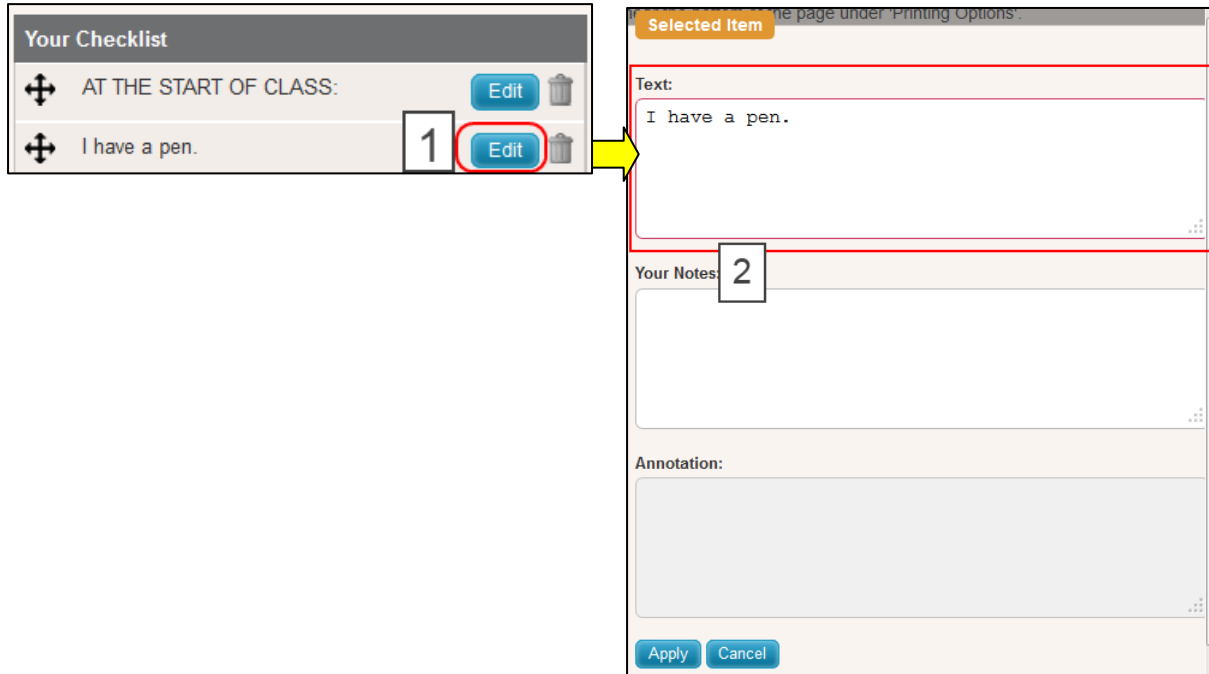 Your Checklist
AT THE START OF CLASS:
Edit
I have a pen.
1
Edit
the page under 'Printing Options'.
Selected Item
Text:
I have a pen.
Your Notes:
2
Annotation:
Apply
Cancel